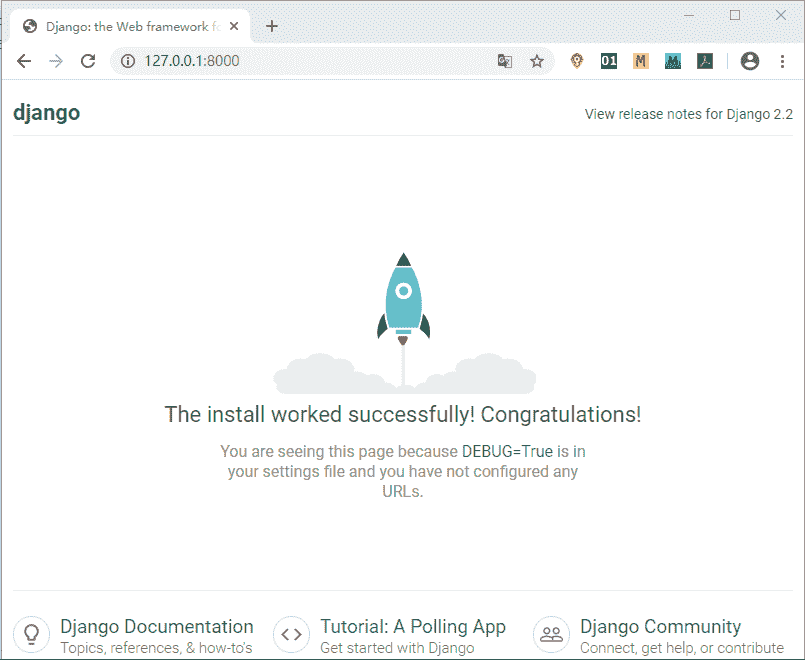 Django: the Web framework fo
127.0.0.1:8000
01
M
django
View release notes for Django 2.2
The install worked successfully! Congratulations!
You are seeing this page because DEBUG=True is in
your settings file and you have not configured any
URLs.
Django Documentation
Topics, references, & how-to's
Tutorial: A Polling App
Get started with Django
Django Community
Connect, get help, or contribute